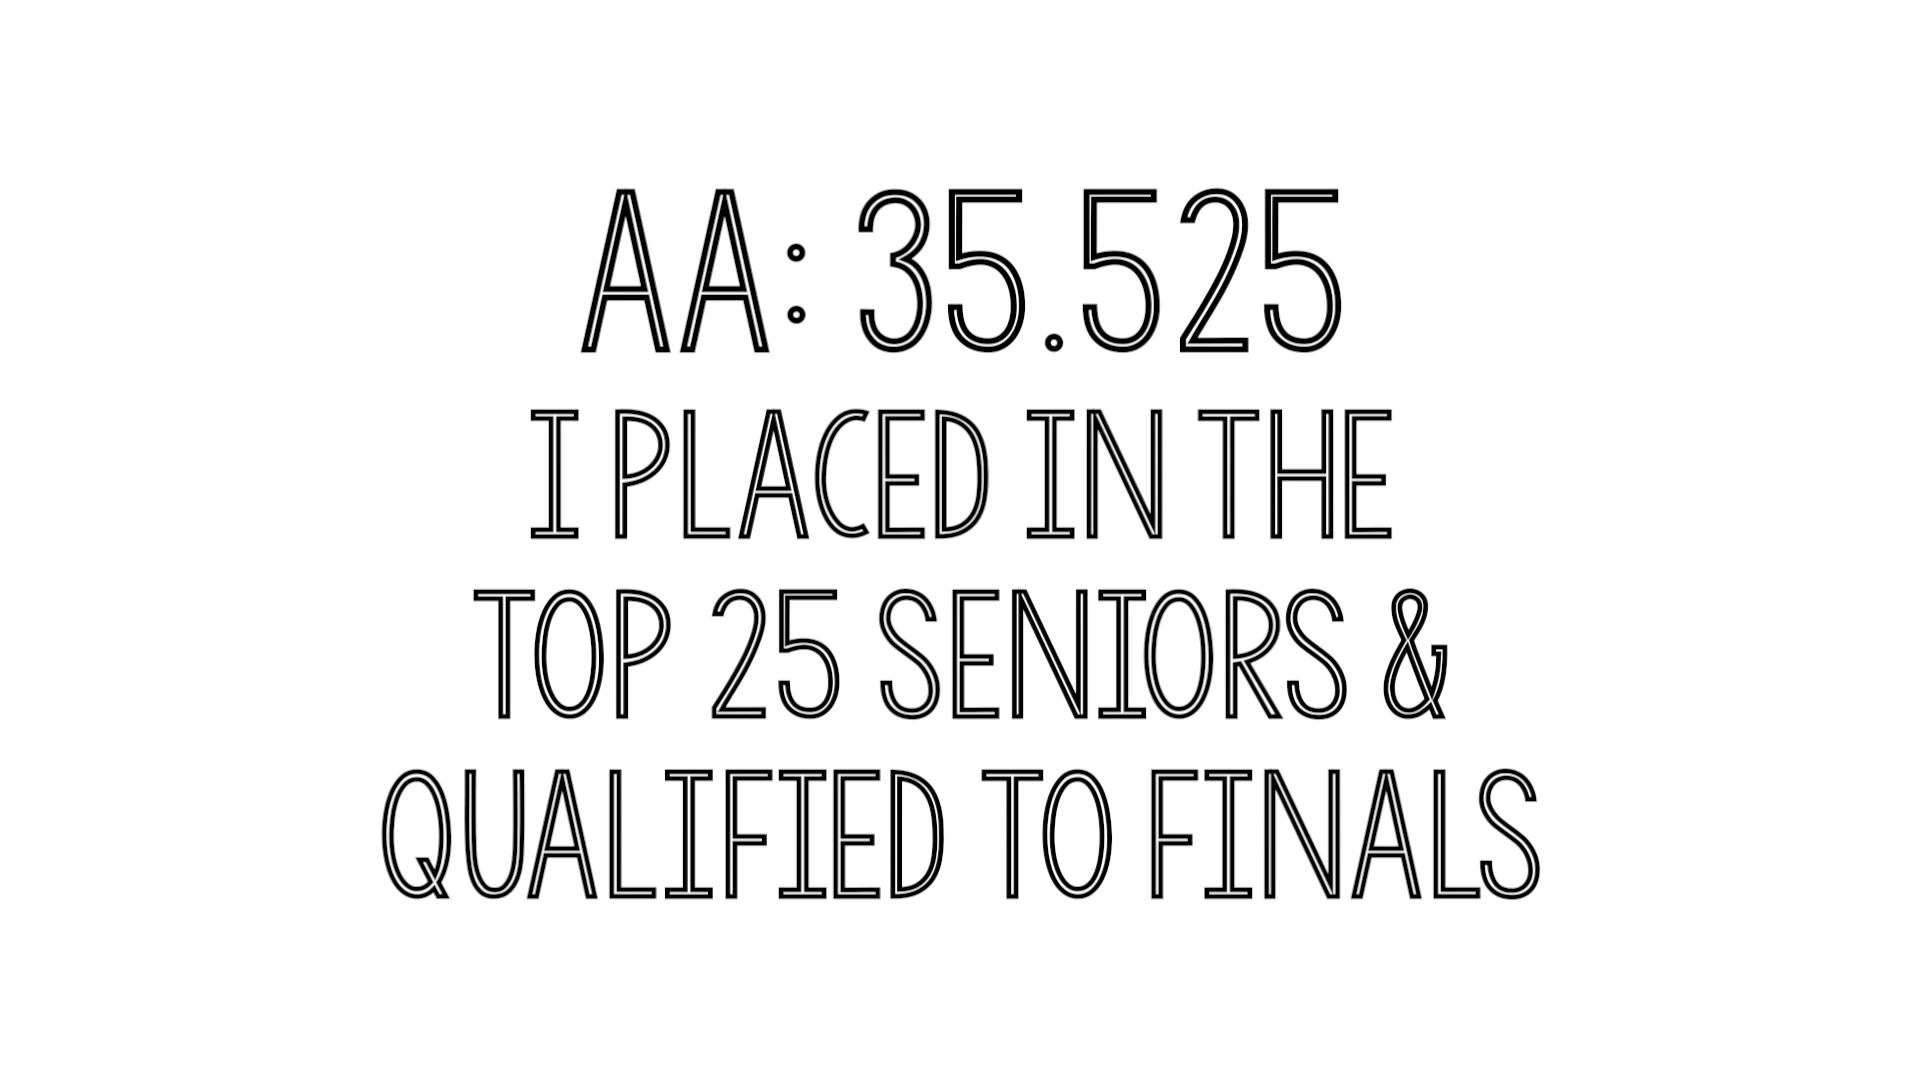 AA: 35.525
I PLACED IN THE
TOP 25 SENIORS &
QUALIFIED TO FINALS